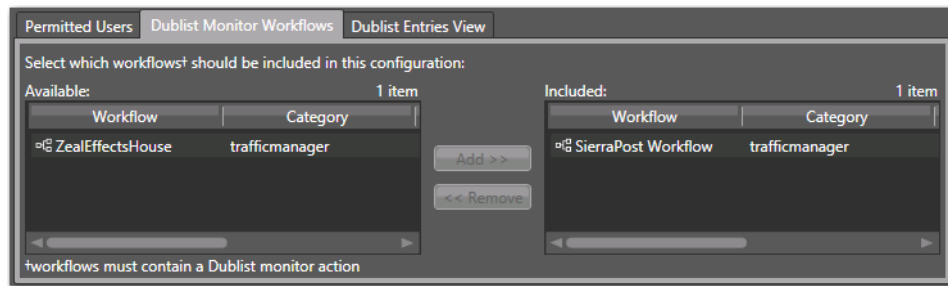 Permitted Users Dublist Monitor Workflows Dublist Entries View
Select which workflows† should be included in this configuration:
Available: 1 item Included: 1 item
Workflow Category Workflow Category
ZealEffectsHouse trafficmanager SierraPost Workflow trafficmanager
Add >>
<< Remove
†workflows must contain a Dublist monitor action